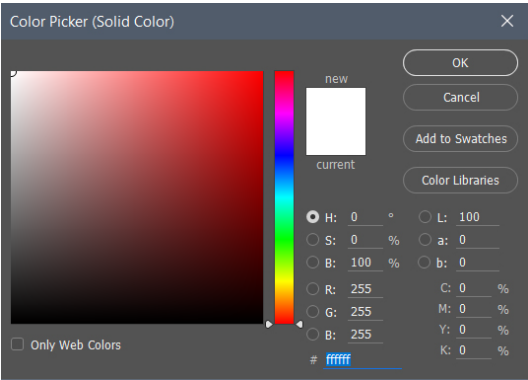 Color Picker (Solid Color)
new
current
OK
Cancel
Add to Swatches
Color Libraries
H: 0 ° L: 100
S: 0 % a: 0
B: 100 % b: 0
R: 255 C: 0 %
G: 255 M: 0 %
B: 255 Y: 0 %
# ffffff K: 0 %
Only Web Colors